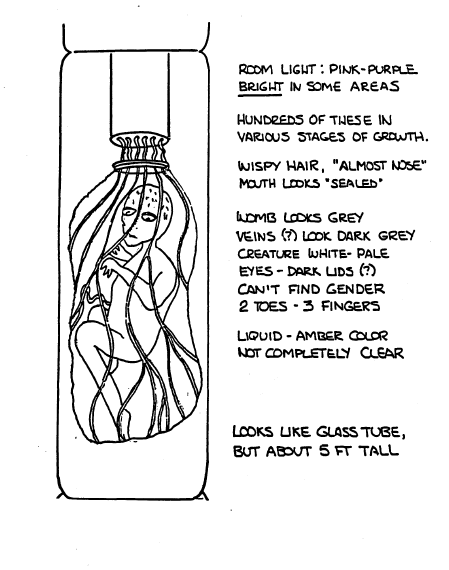 ROOM LIGHT: PINK-PURPLE
BRIGHT IN SOME AREAS
HUNDREDS OF THESE IN
VARIOUS STAGES OF GROWTH.
WISPY HAIR, "ALMOST NOSE"
MOUTH LOOKS "SEALED"
WOMB LOOKS GREY
VEINS (?) LOOK DARK GREY
CREATURE WHITE-PALE
EYES - DARK LIDS (?)
CAN'T FIND GENDER
2 TOES - 3 FINGERS
LIQUID - AMBER COLOR
NOT COMPLETELY CLEAR
LOOKS LIKE GLASS TUBE,
BUT ABOUT 5 FT TALL